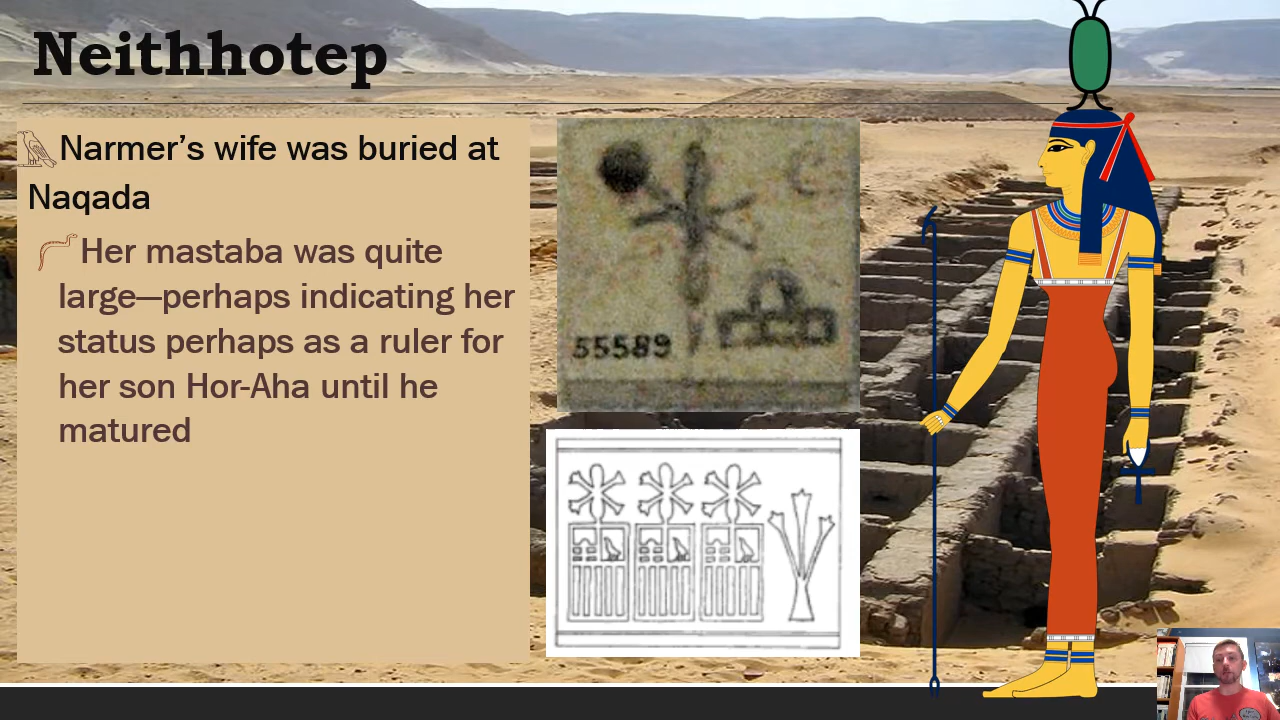 Neithhotep
Narmer’s wife was buried at
Naqada
Her mastaba was quite
large—perhaps indicating her
status perhaps as a ruler for
her son Hor-Aha until he
matured
55589